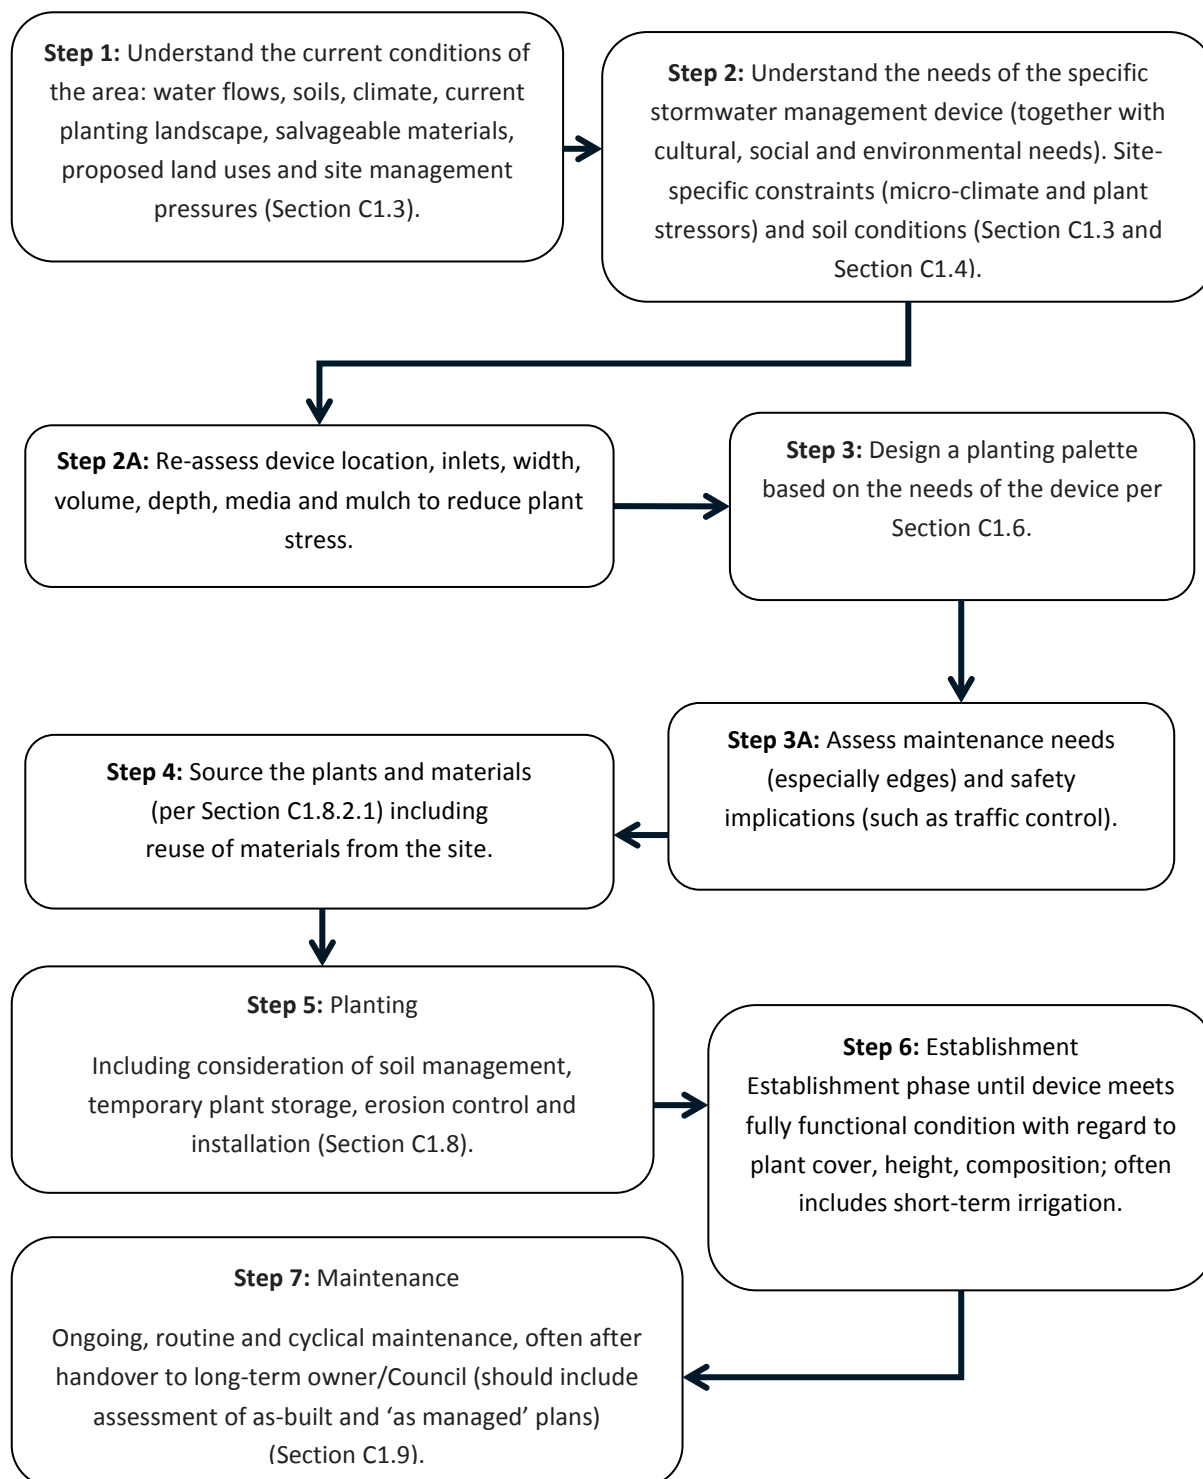 Step 1: Understand the current conditions of
the area: water flows, soils, climate, current
planting landscape, salvageable materials,
proposed land uses and site management
pressures (Section C1.3).
Step 2: Understand the needs of the specific
stormwater management device (together with
cultural, social and environmental needs). Site-
specific constraints (micro-climate and plant
stressors) and soil conditions (Section C1.3 and
Section C1.4).
Step 2A: Re-assess device location, inlets, width,
volume, depth, media and mulch to reduce plant
stress.
Step 3: Design a planting palette
based on the needs of the device per
Section C1.6.
Step 3A: Assess maintenance needs
(especially edges) and safety
implications (such as traffic control).
Step 4: Source the plants and materials
(per Section C1.8.2.1) including
reuse of materials from the site.
Step 5: Planting
Including consideration of soil management,
temporary plant storage, erosion control and
installation (Section C1.8).
Step 6: Establishment
Establishment phase until device meets
fully functional condition with regard to
plant cover, height, composition; often
includes short-term irrigation.
Step 7: Maintenance
Ongoing, routine and cyclical maintenance, often after
handover to long-term owner/Council (should include
assessment of as-built and ‘as managed’ plans)
(Section C1.9).